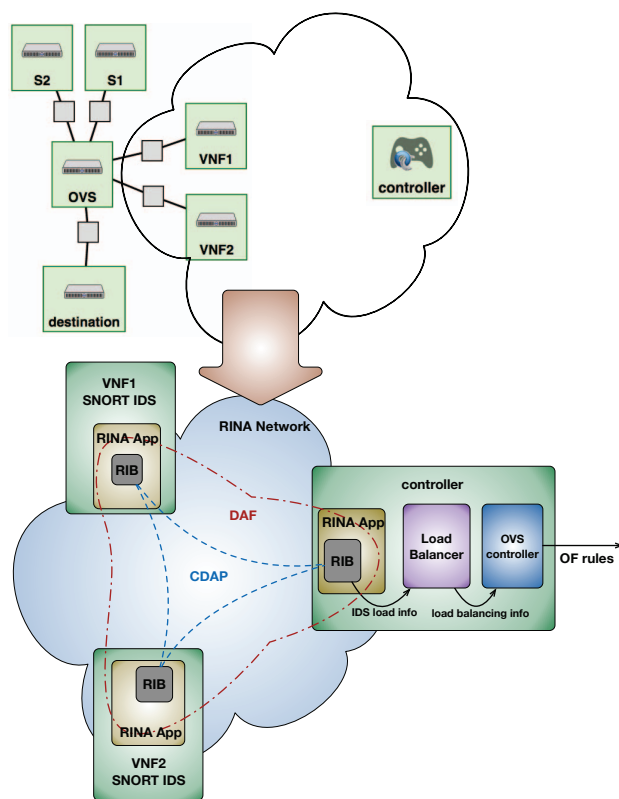 S2
S1
OVS
VNF1
VNF2
controller
destination
VNF1
SNORT IDS
RINA App
RIB
RINA Network
DAF
CDAP
controller
RINA App
RIB
Load
Balancer
OVS
controller
OF rules
IDS load info
load balancing info
RIB
RINA App
VNF2
SNORT IDS